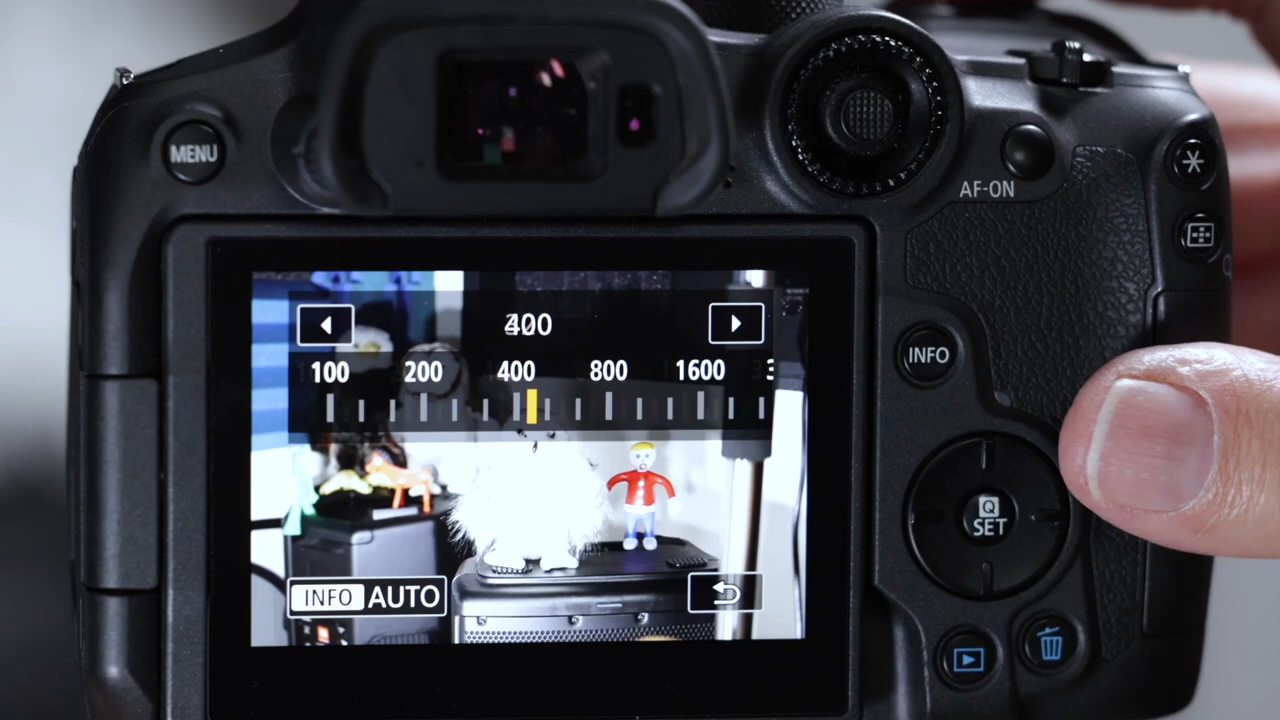 MENU
AF-ON
400
100 200 400 800 1600
INFO
Q
SET
INFO AUTO